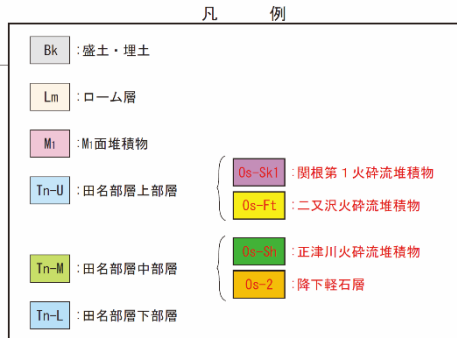 凡 例
Bk：盛土・埋土
Lm：ローム層
M1：M1面堆積物
Tn-U：田名部層上部層
Os-Sk1：関根第１火砕流堆積物
Os-Ft：二又沢火砕流堆積物
Tn-M：田名部層中部層
Os-Sh：正津川火砕流堆積物
Os-2：降下軽石層
Tn-L：田名部層下部層